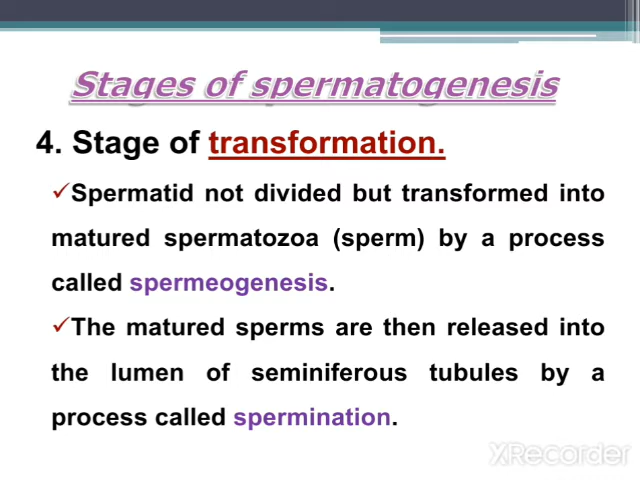 Stages of spermatogenesis
4. Stage of transformation.
✓Spermatid not divided but transformed into
matured spermatozoa (sperm) by a process
called spermeogenesis.
✓The matured sperms are then released into
the lumen of seminiferous tubules by a
process called spermination.
XRecorder